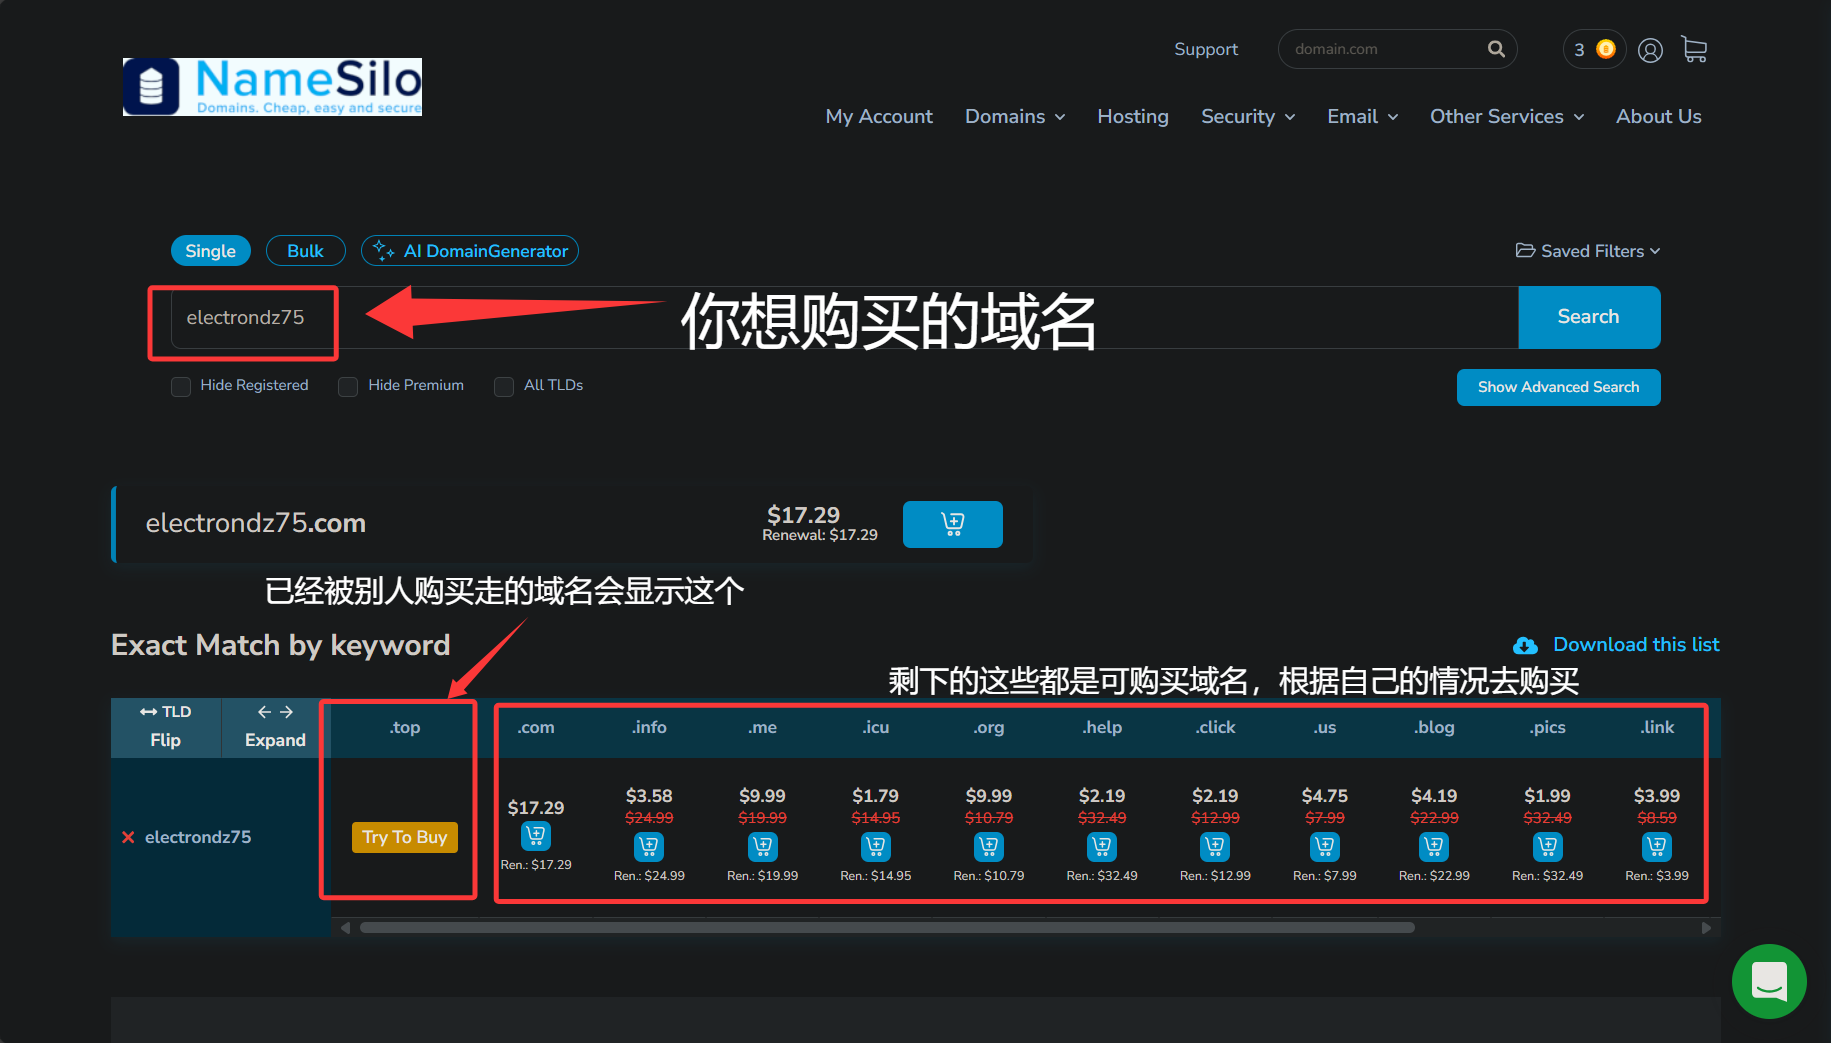 Support
domain.com
3
NameSilo
Domains. Cheap, easy and secure
My Account Domains Hosting Security Email Other Services About Us
Single Bulk AI DomainGenerator
Saved Filters
electrondz75
你想购买的域名
Search
Hide Registered Hide Premium All TLDs
Show Advanced Search
electrondz75.com
$17.29
Renewal: $17.29
已经被别人购买走的域名会显示这个
Exact Match by keyword
Download this list
剩下的这些都是可购买域名，根据自己的情况去购买
TLD
Flip Expand
.top .com .info .me .icu .org .help .click .us .blog .pics .link
electrondz75
Try To Buy
$17.29 $3.58 $9.99 $1.79 $9.99 $2.19 $2.19 $4.75 $4.19 $1.99 $3.99
$24.99 $19.99 $14.95 $10.79 $32.49 $12.99 $7.99 $22.99 $32.49 $8.59
Ren.: $17.29 Ren.: $24.99 Ren.: $19.99 Ren.: $14.95 Ren.: $10.79 Ren.: $32.49 Ren.: $12.99 Ren.: $7.99 Ren.: $22.99 Ren.: $32.49 Ren.: $3.99